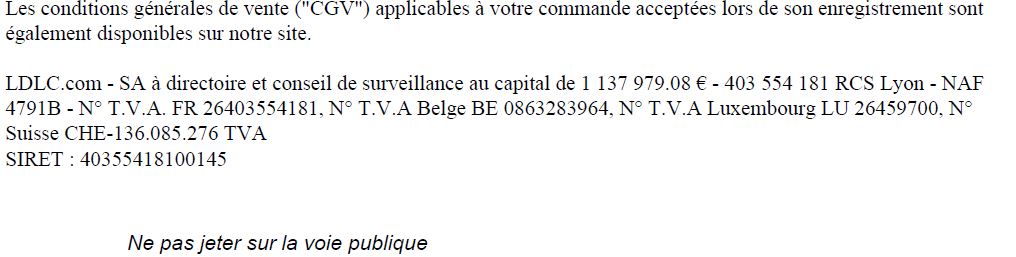 Les conditions générales de vente ("CGV") applicables à votre commande acceptées lors de son enregistrement sont
également disponibles sur notre site.
LDLC.com - SA à directoire et conseil de surveillance au capital de 1 137 979.08 € - 403 554 181 RCS Lyon - NAF
4791B - N° T.V.A. FR 26403554181, N° T.V.A Belge BE 0863283964, N° T.V.A Luxembourg LU 26459700, N°
Suisse CHE-136.085.276 TVA
SIRET : 40355418100145
Ne pas jeter sur la voie publique